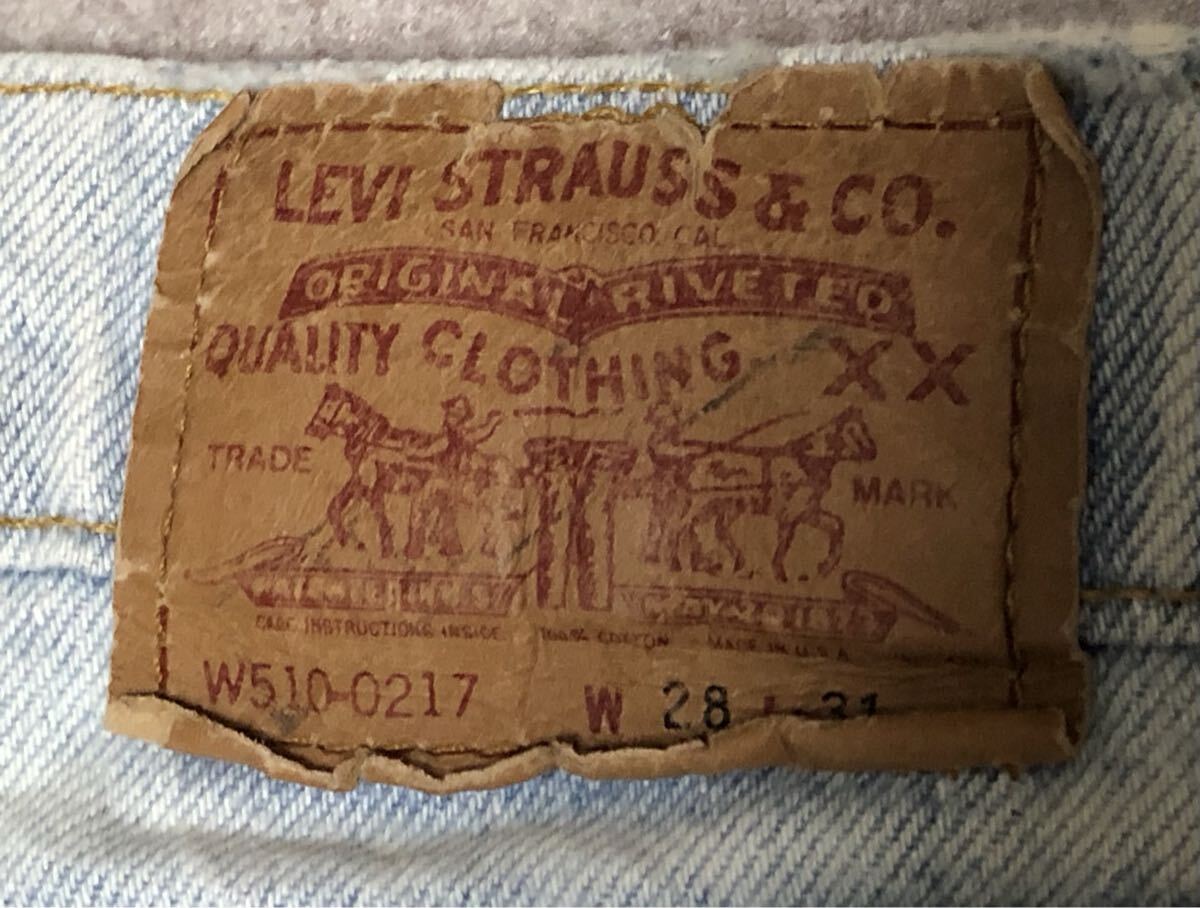 LEVI STRAUSS & CO.
SAN FRANCISCO, CAL.
ORIGINAL RIVETED
QUALITY CLOTHING XX
TRADE MARK
CARE INSTRUCTIONS INSIDE 100% COTTON MADE IN U.S.A.
W510-0217 W 28 L 31